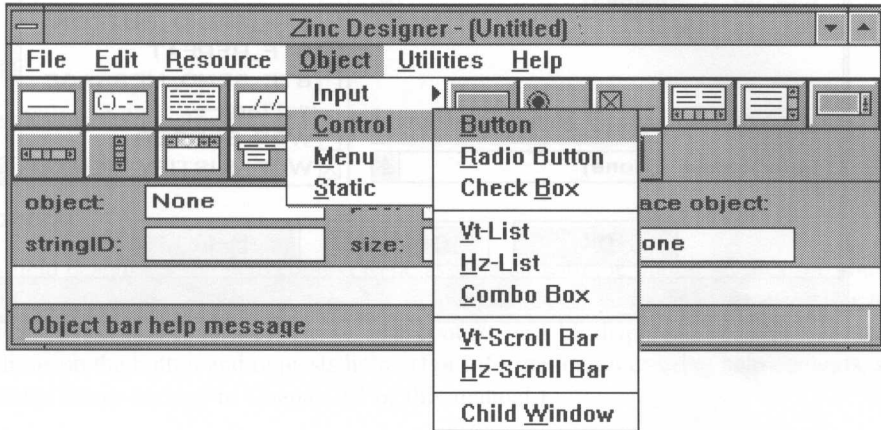 Zinc Designer - (Untitled)
File Edit Resource Object Utilities Help
Input
Control
Menu
Static
Button
Radio Button
Check Box
Vt-List
Hz-List
Combo Box
Vt-Scroll Bar
Hz-Scroll Bar
Child Window
object: None ace object:
stringID: size: one
Object bar help message